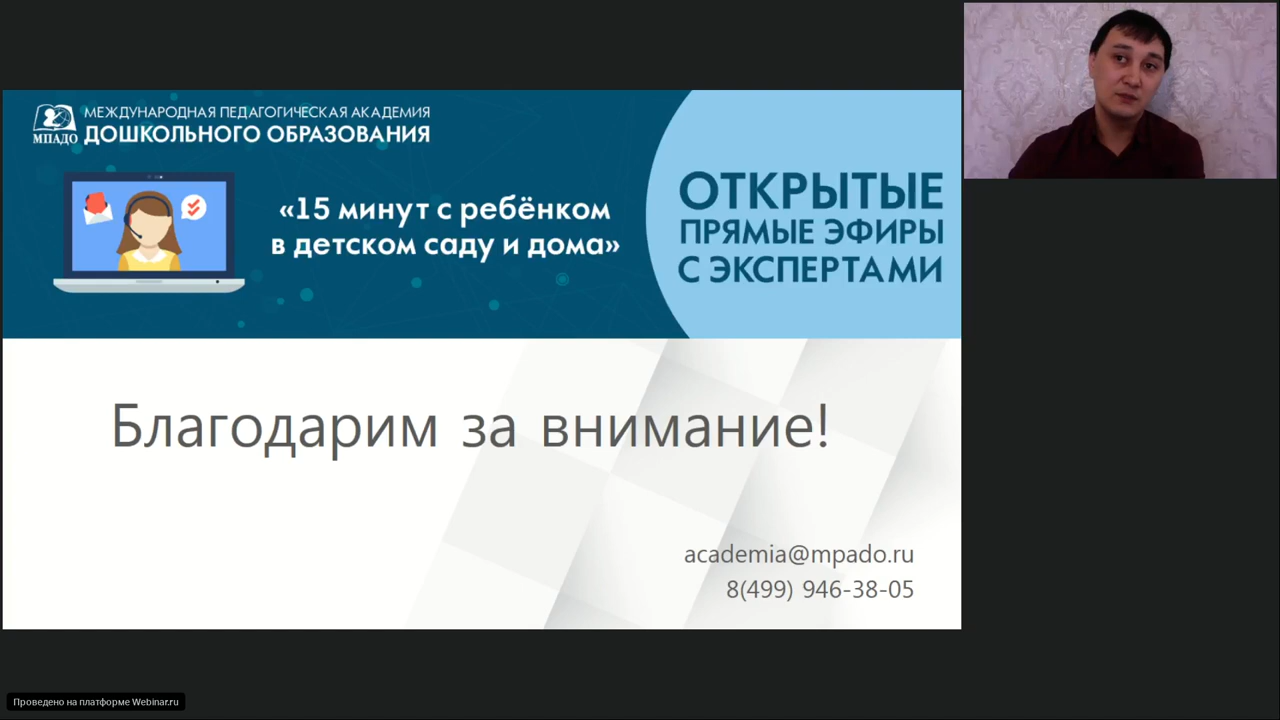 МЕЖДУНАРОДНАЯ ПЕДАГОГИЧЕСКАЯ АКАДЕМИЯ
МПАДО ДОШКОЛЬНОГО ОБРАЗОВАНИЯ
«15 минут с ребёнком
в детском саду и дома»
ОТКРЫТЫЕ
ПРЯМЫЕ ЭФИРЫ
С ЭКСПЕРТАМИ
Благодарим за внимание!
academia@mpado.ru
8(499) 946-38-05
Проведено на платформе Webinar.ru